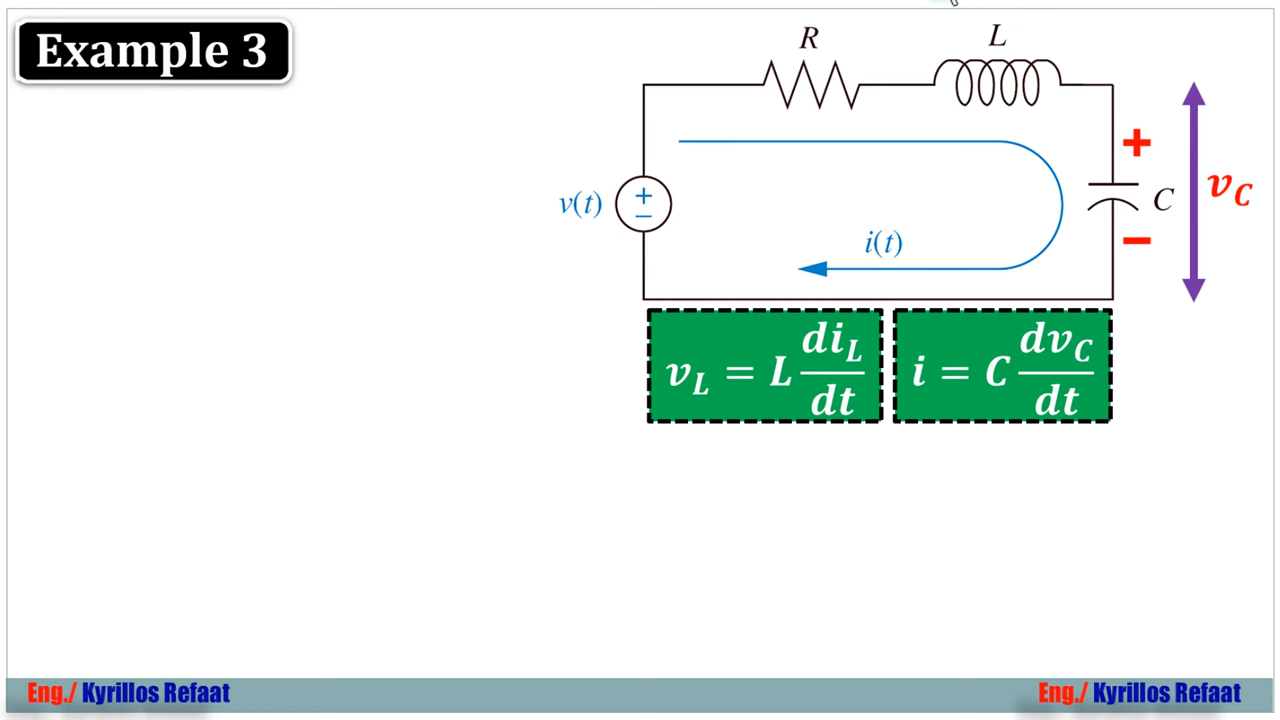 Example 3
R
L
+
v(t)
+
−
C
v_C
−
i(t)
v_L = L di_L/dt
i = C dv_C/dt
Eng./ Kyrillos Refaat
Eng./ Kyrillos Refaat